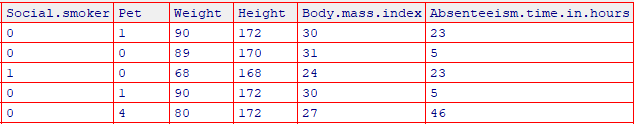 Social.smoker Pet Weight Height Body.mass.index Absenteeism.time.in.hours
0 1 90 172 30 23
0 0 89 170 31 5
1 0 68 168 24 23
0 1 90 172 30 5
0 4 80 172 27 46